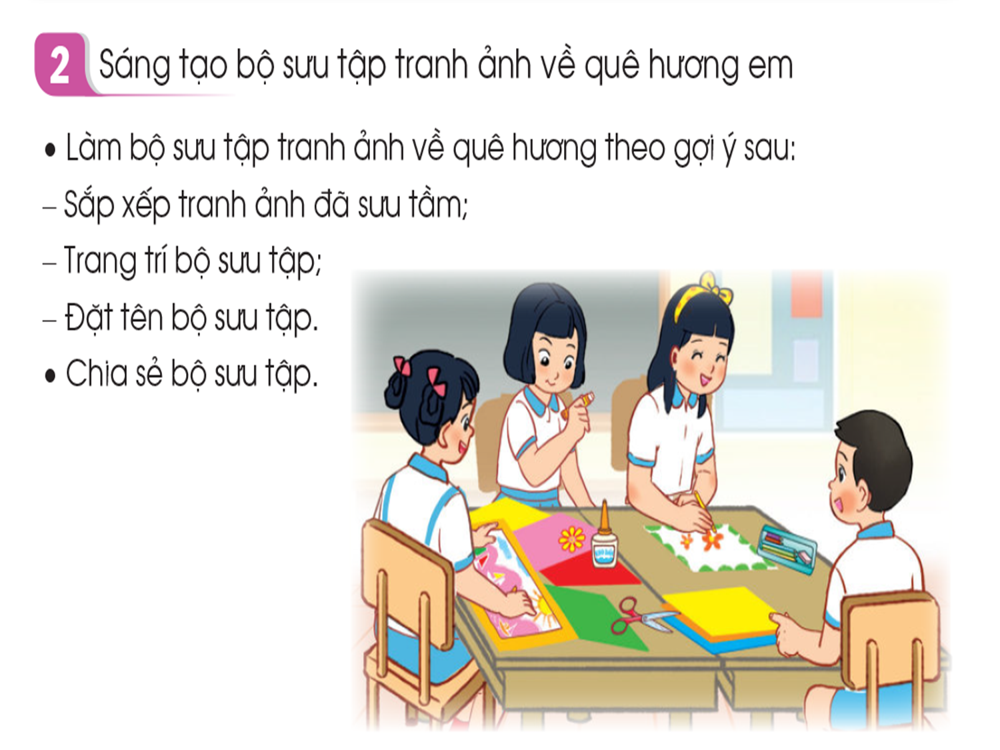 2 Sáng tạo bộ sưu tập tranh ảnh về quê hương em
• Làm bộ sưu tập tranh ảnh về quê hương theo gợi ý sau:
– Sắp xếp tranh ảnh đã sưu tầm;
– Trang trí bộ sưu tập;
– Đặt tên bộ sưu tập.
• Chia sẻ bộ sưu tập.